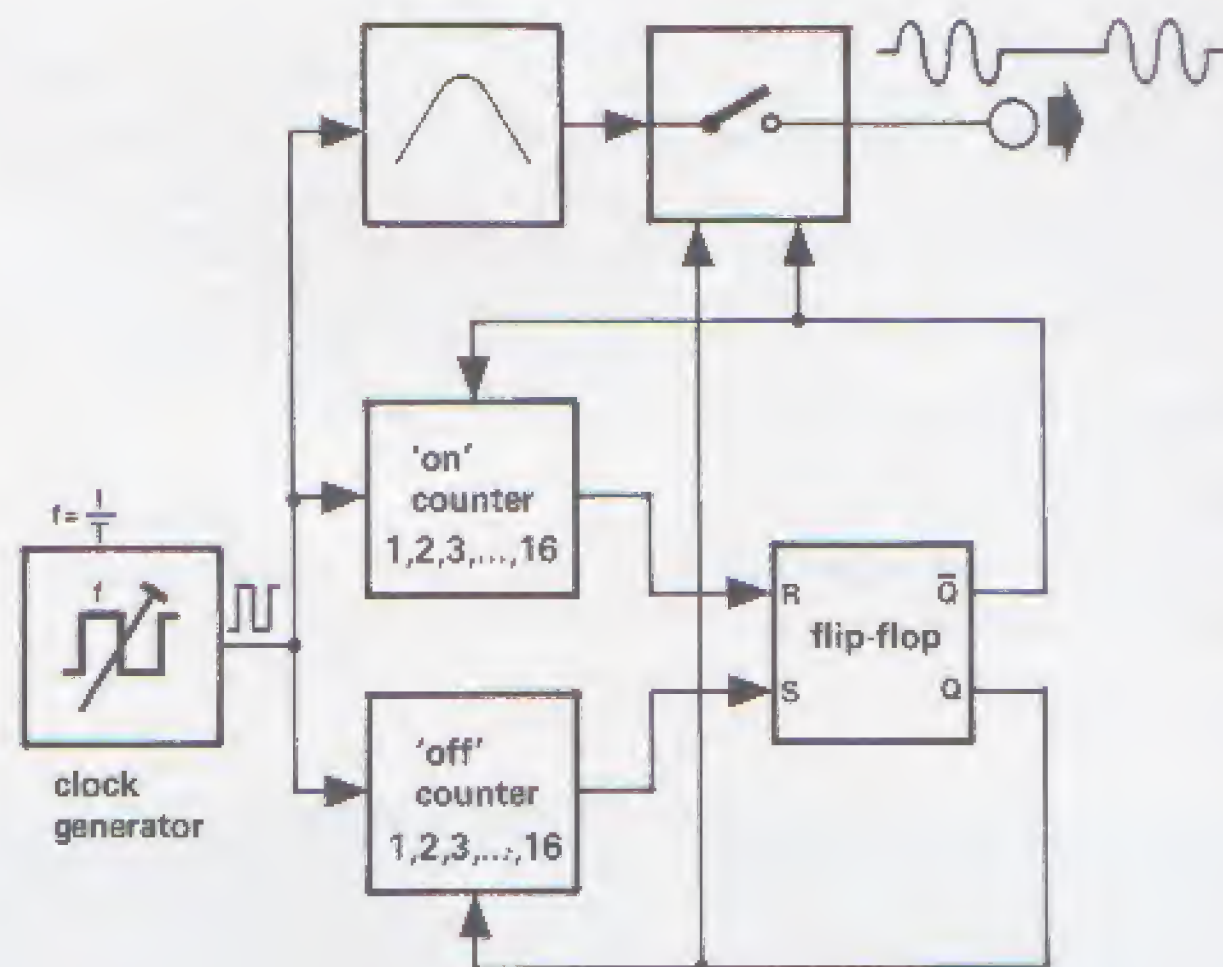 'on'
counter
1,2,3,...,16
f = 1/T
f
clock
generator
'off'
counter
1,2,3,...,16
R
Q̅
flip-flop
S
Q